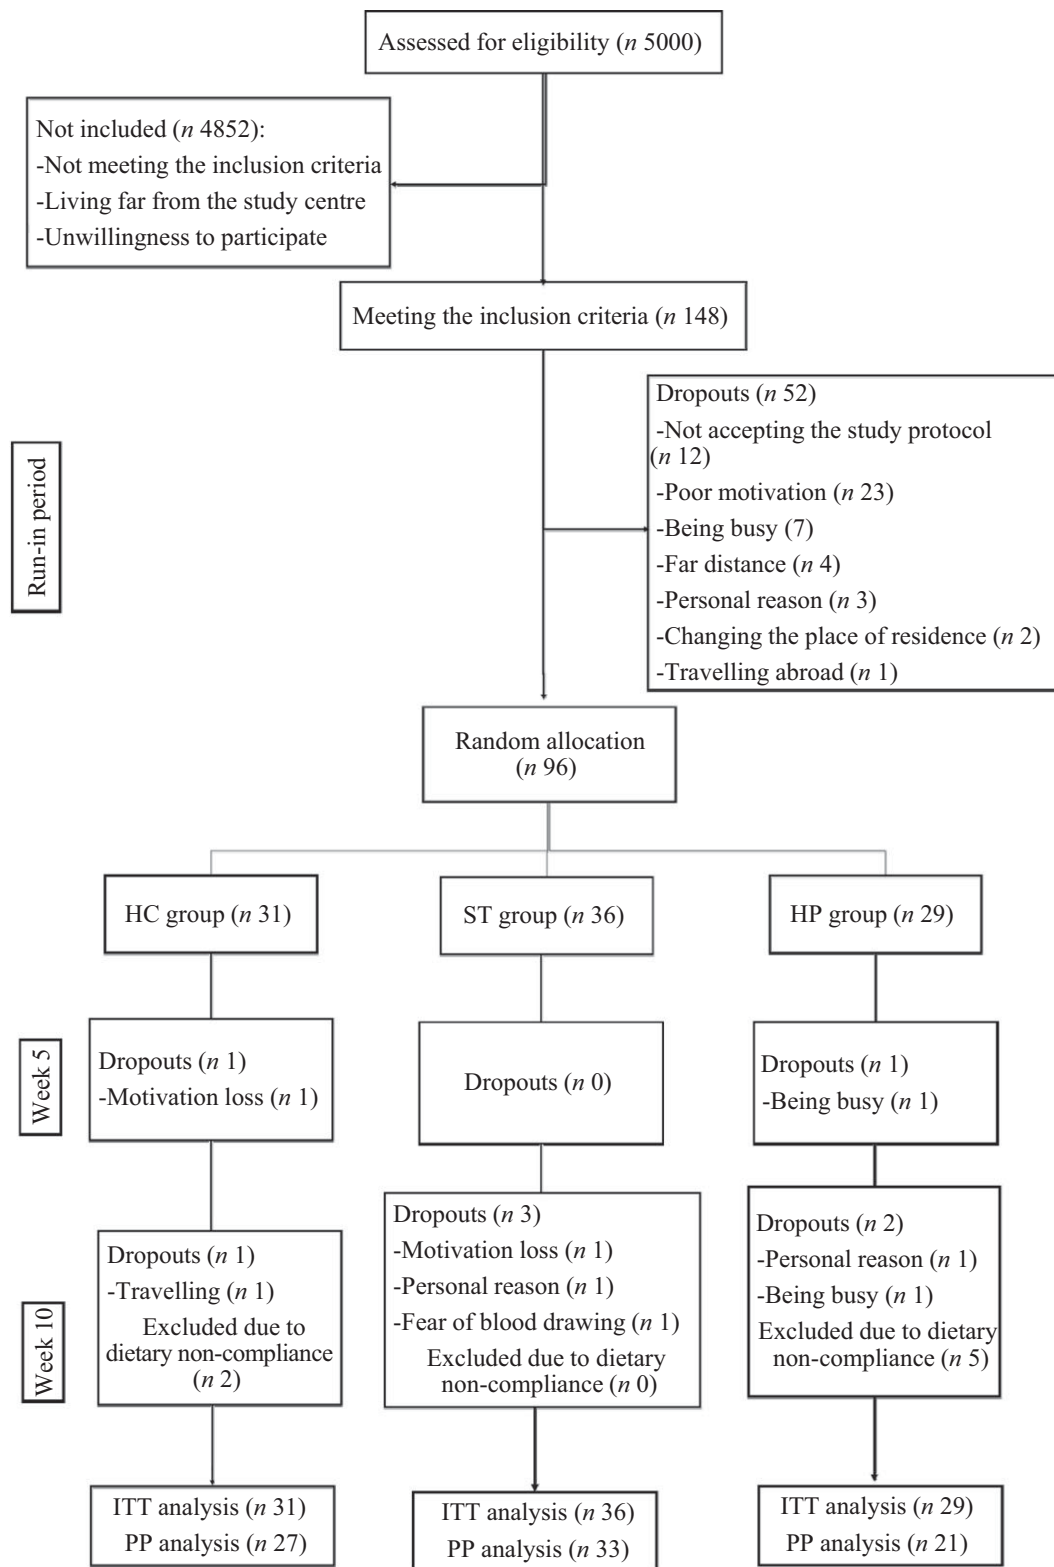 Assessed for eligibility (n 5000)
Not included (n 4852):
-Not meeting the inclusion criteria
-Living far from the study centre
-Unwillingness to participate
Meeting the inclusion criteria (n 148)
Run-in period
Dropouts (n 52)
-Not accepting the study protocol
(n 12)
-Poor motivation (n 23)
-Being busy (7)
-Far distance (n 4)
-Personal reason (n 3)
-Changing the place of residence (n 2)
-Travelling abroad (n 1)
Random allocation
(n 96)
HC group (n 31)
ST group (n 36)
HP group (n 29)
Week 5
Dropouts (n 1)
-Motivation loss (n 1)
Dropouts (n 0)
Dropouts (n 1)
-Being busy (n 1)
Week 10
Dropouts (n 1)
-Travelling (n 1)
Excluded due to
dietary non-compliance
(n 2)
Dropouts (n 3)
-Motivation loss (n 1)
-Personal reason (n 1)
-Fear of blood drawing (n 1)
Excluded due to dietary
non-compliance (n 0)
Dropouts (n 2)
-Personal reason (n 1)
-Being busy (n 1)
Excluded due to dietary
non-compliance (n 5)
ITT analysis (n 31)
PP analysis (n 27)
ITT analysis (n 36)
PP analysis (n 33)
ITT analysis (n 29)
PP analysis (n 21)